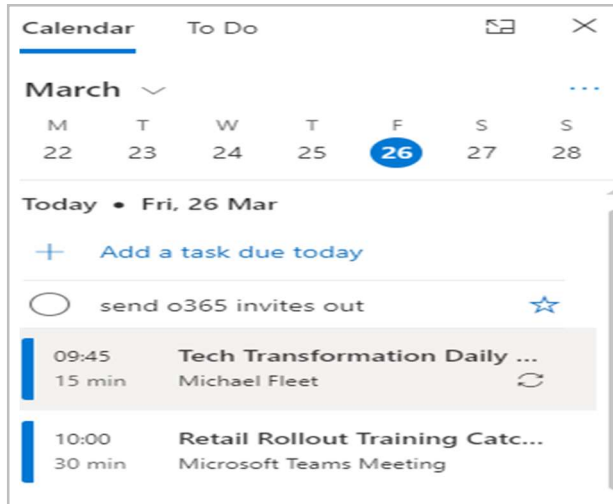 Calendar To Do
March
M T W T F S S
22 23 24 25 26 27 28
Today • Fri, 26 Mar
+ Add a task due today
send o365 invites out
09:45 Tech Transformation Daily ...
15 min Michael Fleet
10:00 Retail Rollout Training Catc...
30 min Microsoft Teams Meeting